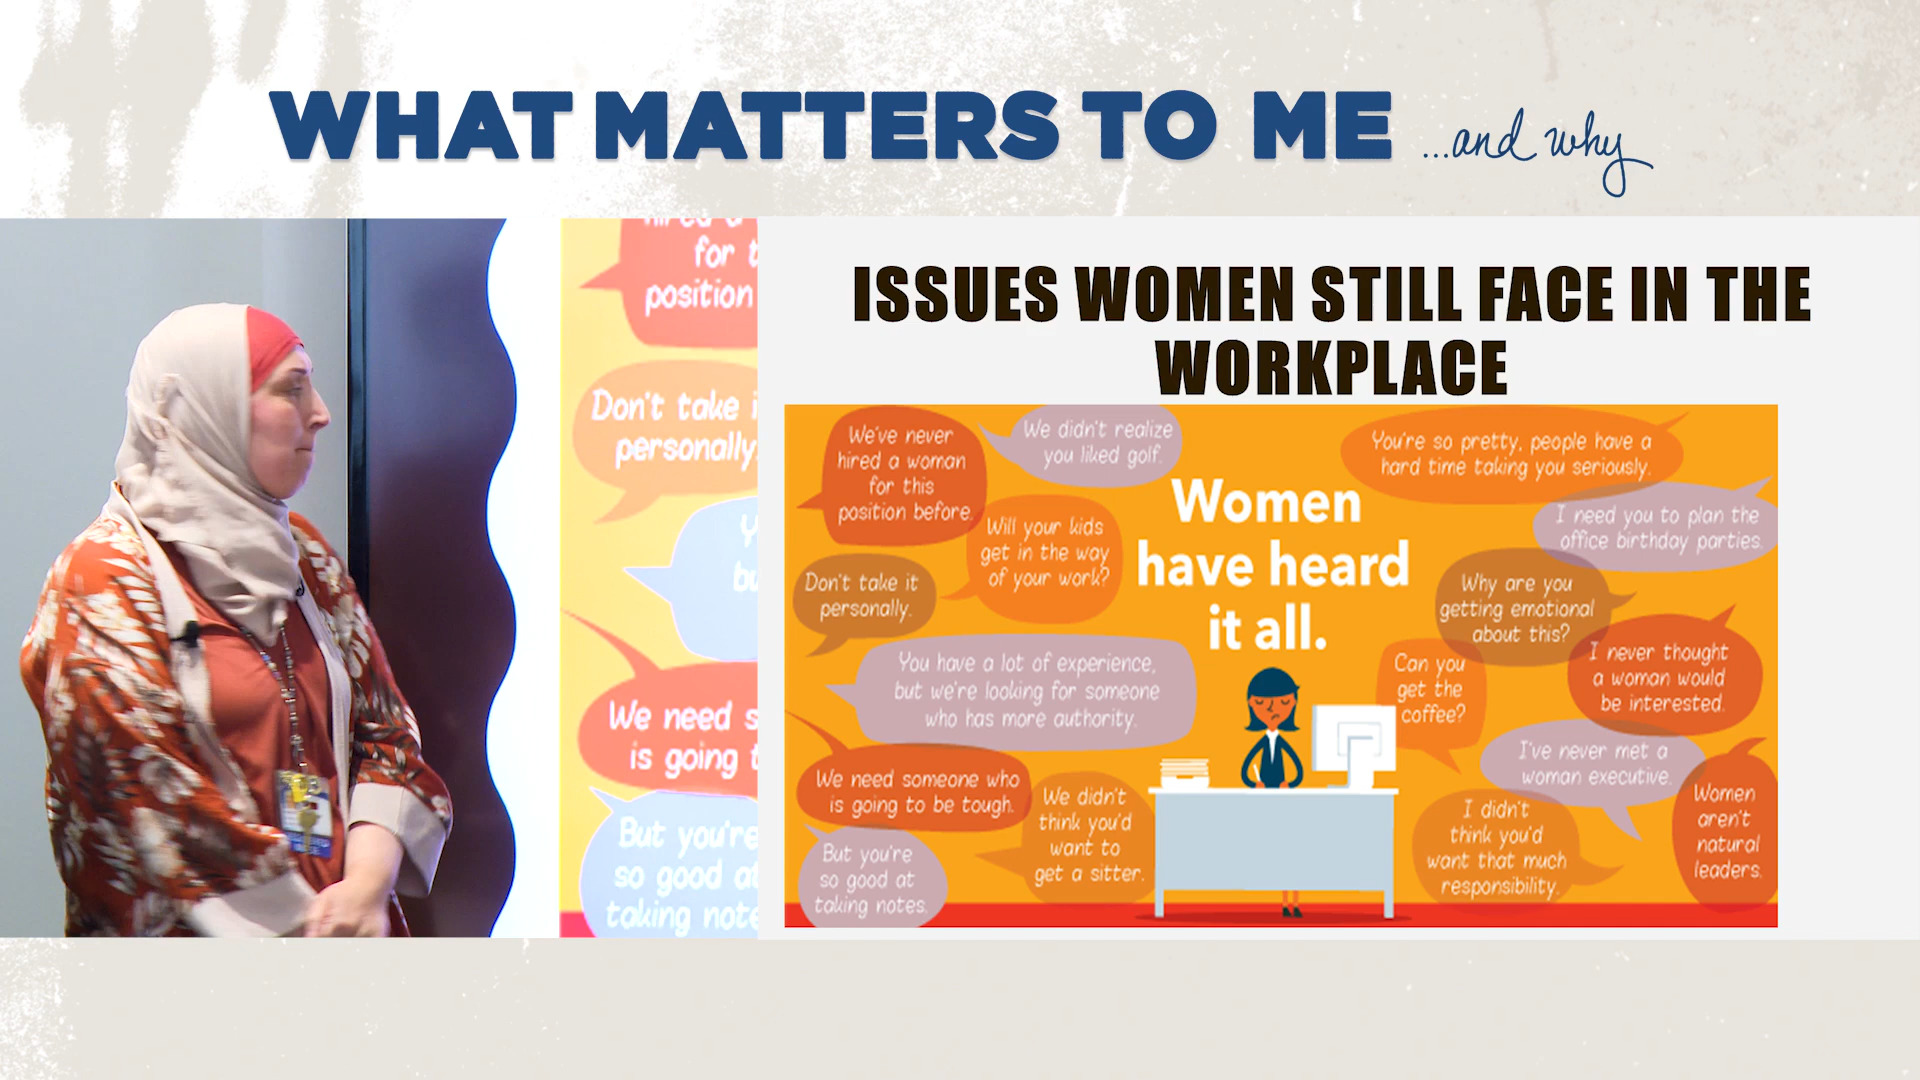 WHAT MATTERS TO ME ...and why
for
position
Don't take
personally.
We need
is going
But you're
so good at
taking note
ISSUES WOMEN STILL FACE IN THE
WORKPLACE
We've never
hired a woman
for this
position before.
We didn't realize
you liked golf.
Women
have heard
it all.
You're so pretty, people have a
hard time taking you seriously.
I need you to plan the
office birthday parties.
Will your kids
get in the way
of your work?
Don't take it
personally.
Why are you
getting emotional
about this?
You have a lot of experience,
but we're looking for someone
who has more authority.
Can you
get the
coffee?
I never thought
a woman would
be interested.
We need someone who
is going to be tough.
We didn't
think you'd
want to
get a sitter.
I've never met a
woman executive.
I didn't
think you'd
want that much
responsibility.
Women
aren't
natural
leaders.
But you're
so good at
taking notes.